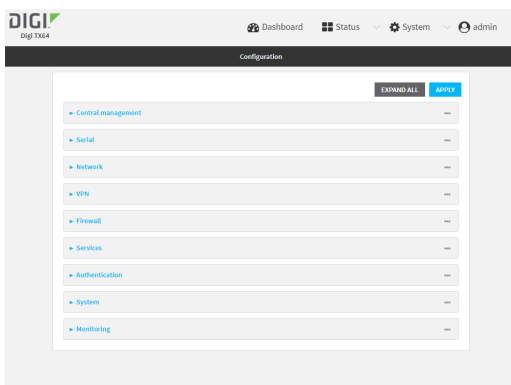 DIGI
Digi TX64
Dashboard Status System admin
Configuration
EXPAND ALL APPLY
Central management
Serial
Network
VPN
Firewall
Services
Authentication
System
Monitoring